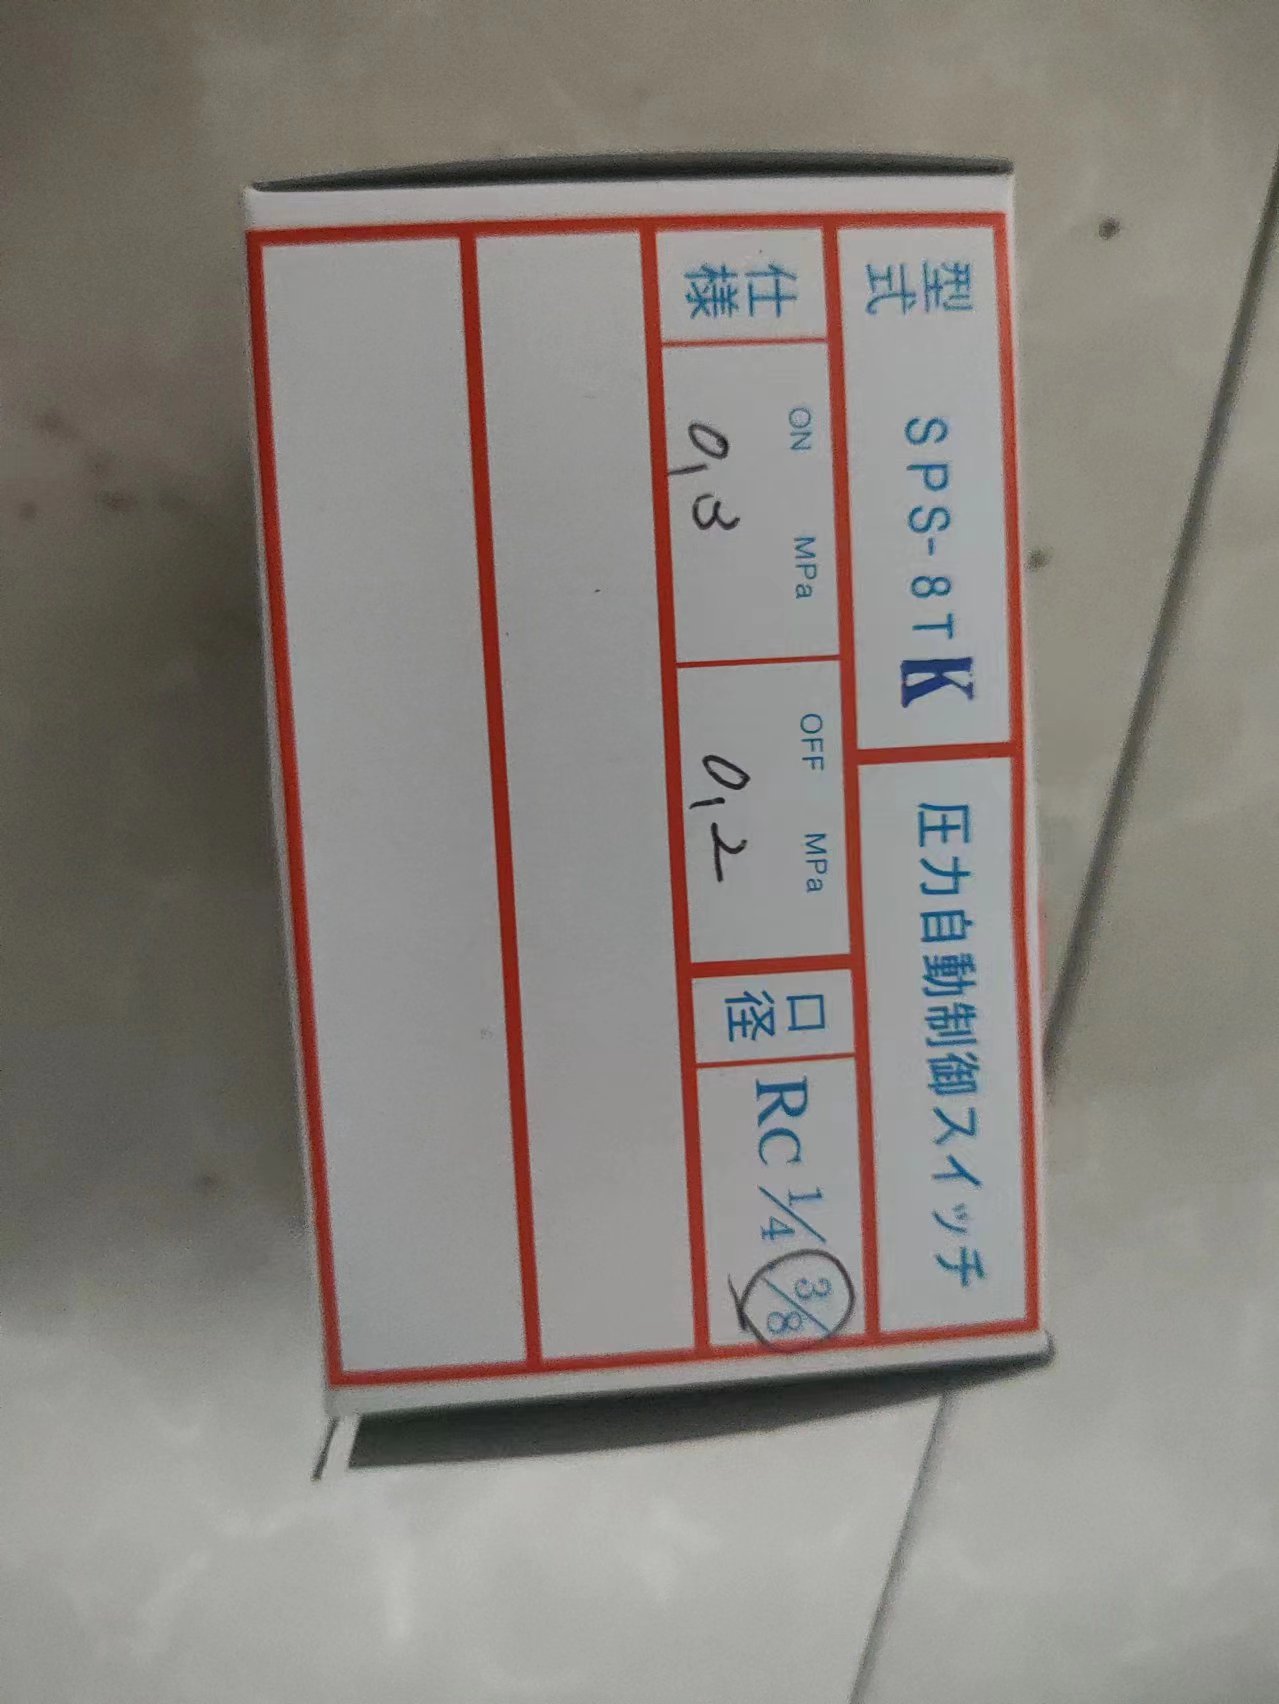 型式 SPS-8TK 圧力自動制御スイッチ
仕様 ON MPa OFF MPa 口径 RC 1/4 3/8
0,3 0,2